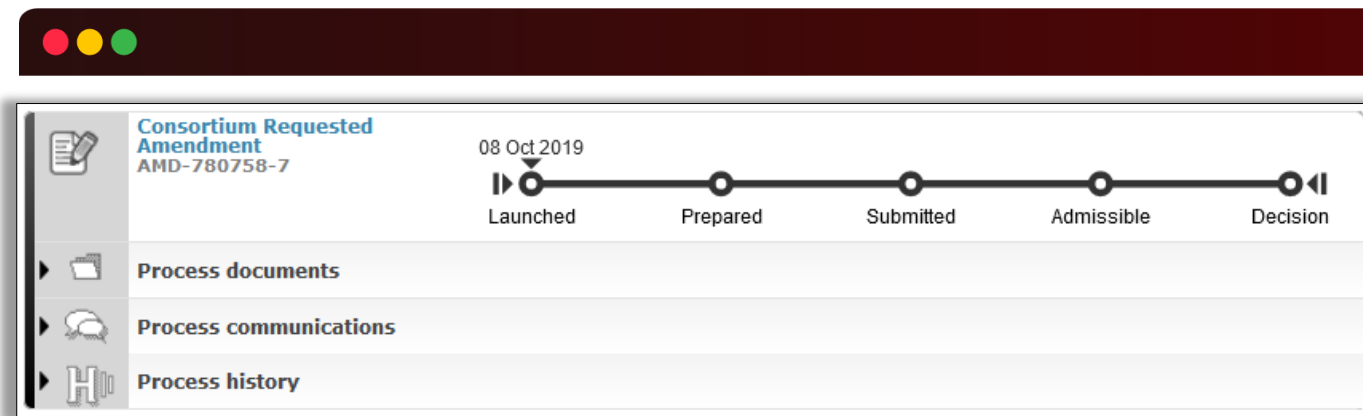 Consortium Requested
Amendment
AMD-780758-7
08 Oct 2019
Launched Prepared Submitted Admissible Decision
Process documents
Process communications
Process history